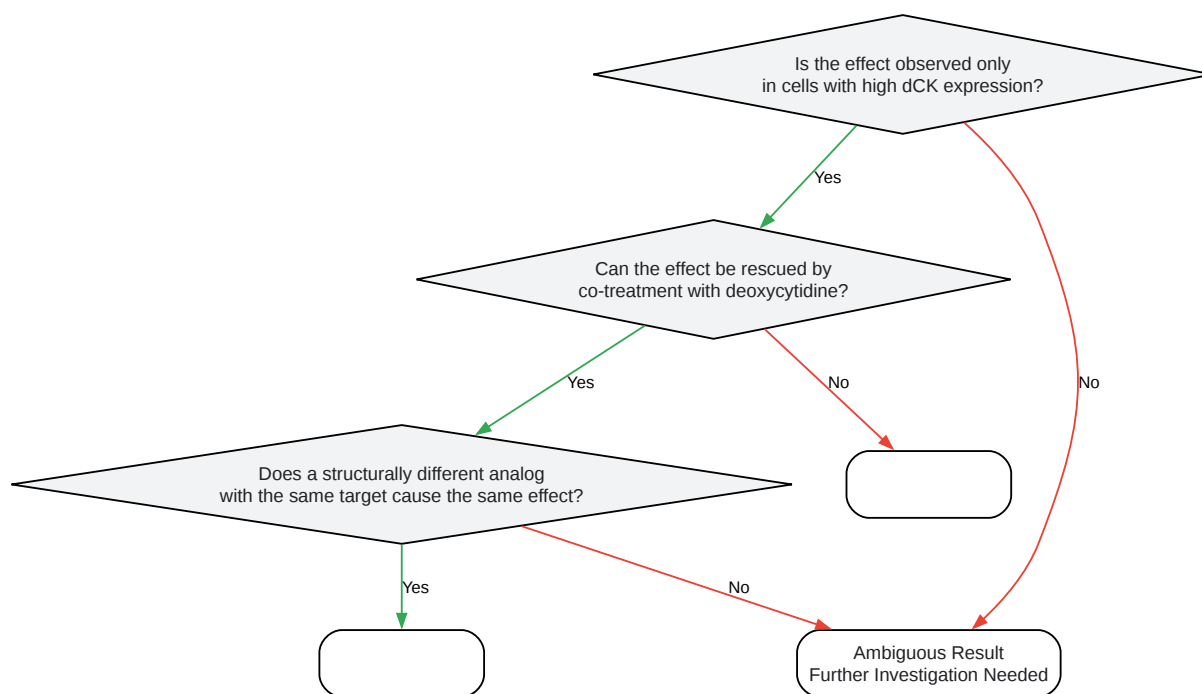 Is the effect observed only
in cells with high dCK expression?
Yes
Can the effect be rescued by
co-treatment with deoxycytidine?
Yes
No
No
Does a structurally different analog
with the same target cause the same effect?
Yes
No
Ambiguous Result
Further Investigation Needed